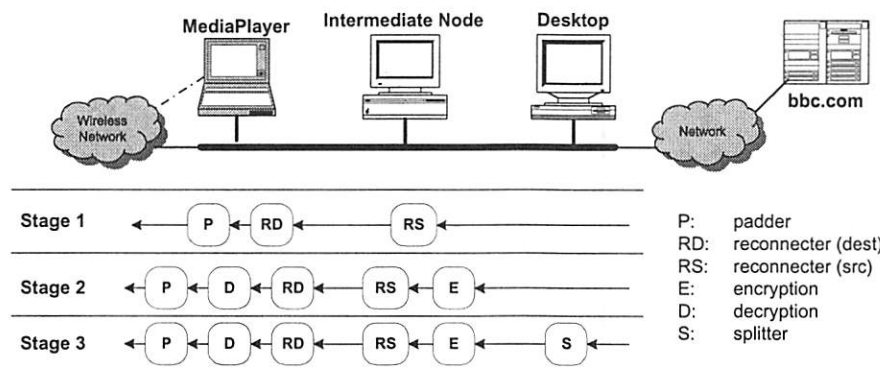 MediaPlayer
Intermediate Node
Desktop
bbc.com
Wireless
Network
Network
Stage 1
P
RD
RS
Stage 2
P
D
RD
RS
E
Stage 3
P
D
RD
RS
E
S
P: padder
RD: reconnecter (dest)
RS: reconnecter (src)
E: encryption
D: decryption
S: splitter